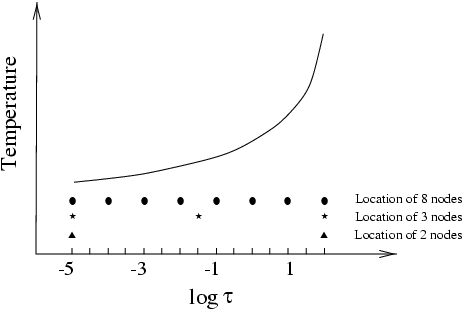 Temperature
Location of 8 nodes
Location of 3 nodes
Location of 2 nodes
-5 -3 -1 1
log τ